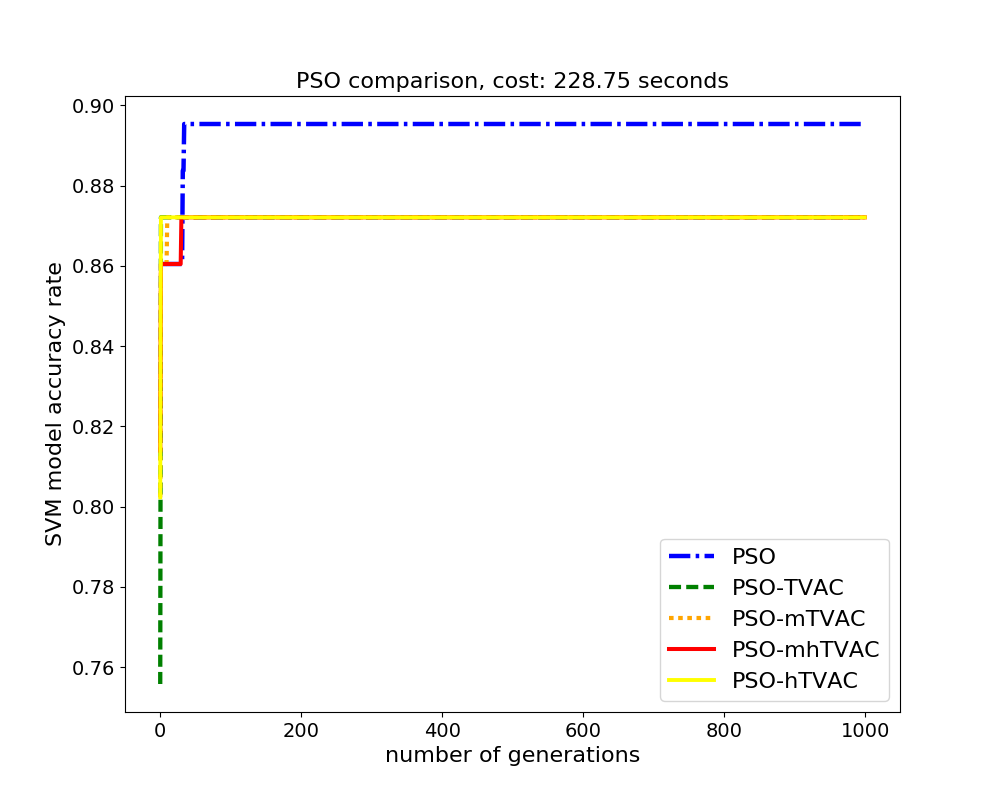 PSO comparison, cost: 228.75 seconds
0.90
0.88
0.86
0.84
0.82
0.80
0.78
0.76
SVM model accuracy rate
PSO
PSO-TVAC
PSO-mTVAC
PSO-mhTVAC
PSO-hTVAC
0 200 400 600 800 1000
number of generations